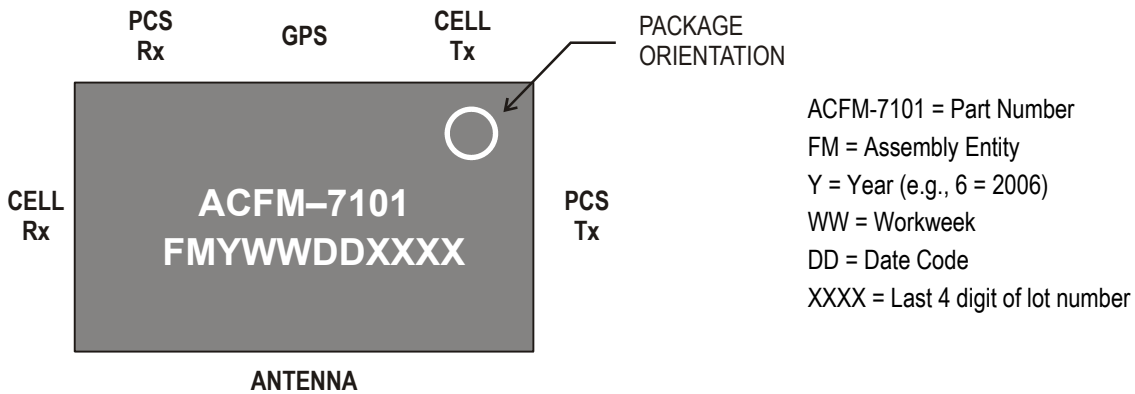 PCS
Rx
GPS
CELL
Tx
PACKAGE
ORIENTATION
CELL
Rx
ACFM–7101
FMYWWDDXXXX
PCS
Tx
ANTENNA
ACFM-7101 = Part Number
FM = Assembly Entity
Y = Year (e.g., 6 = 2006)
WW = Workweek
DD = Date Code
XXXX = Last 4 digit of lot number